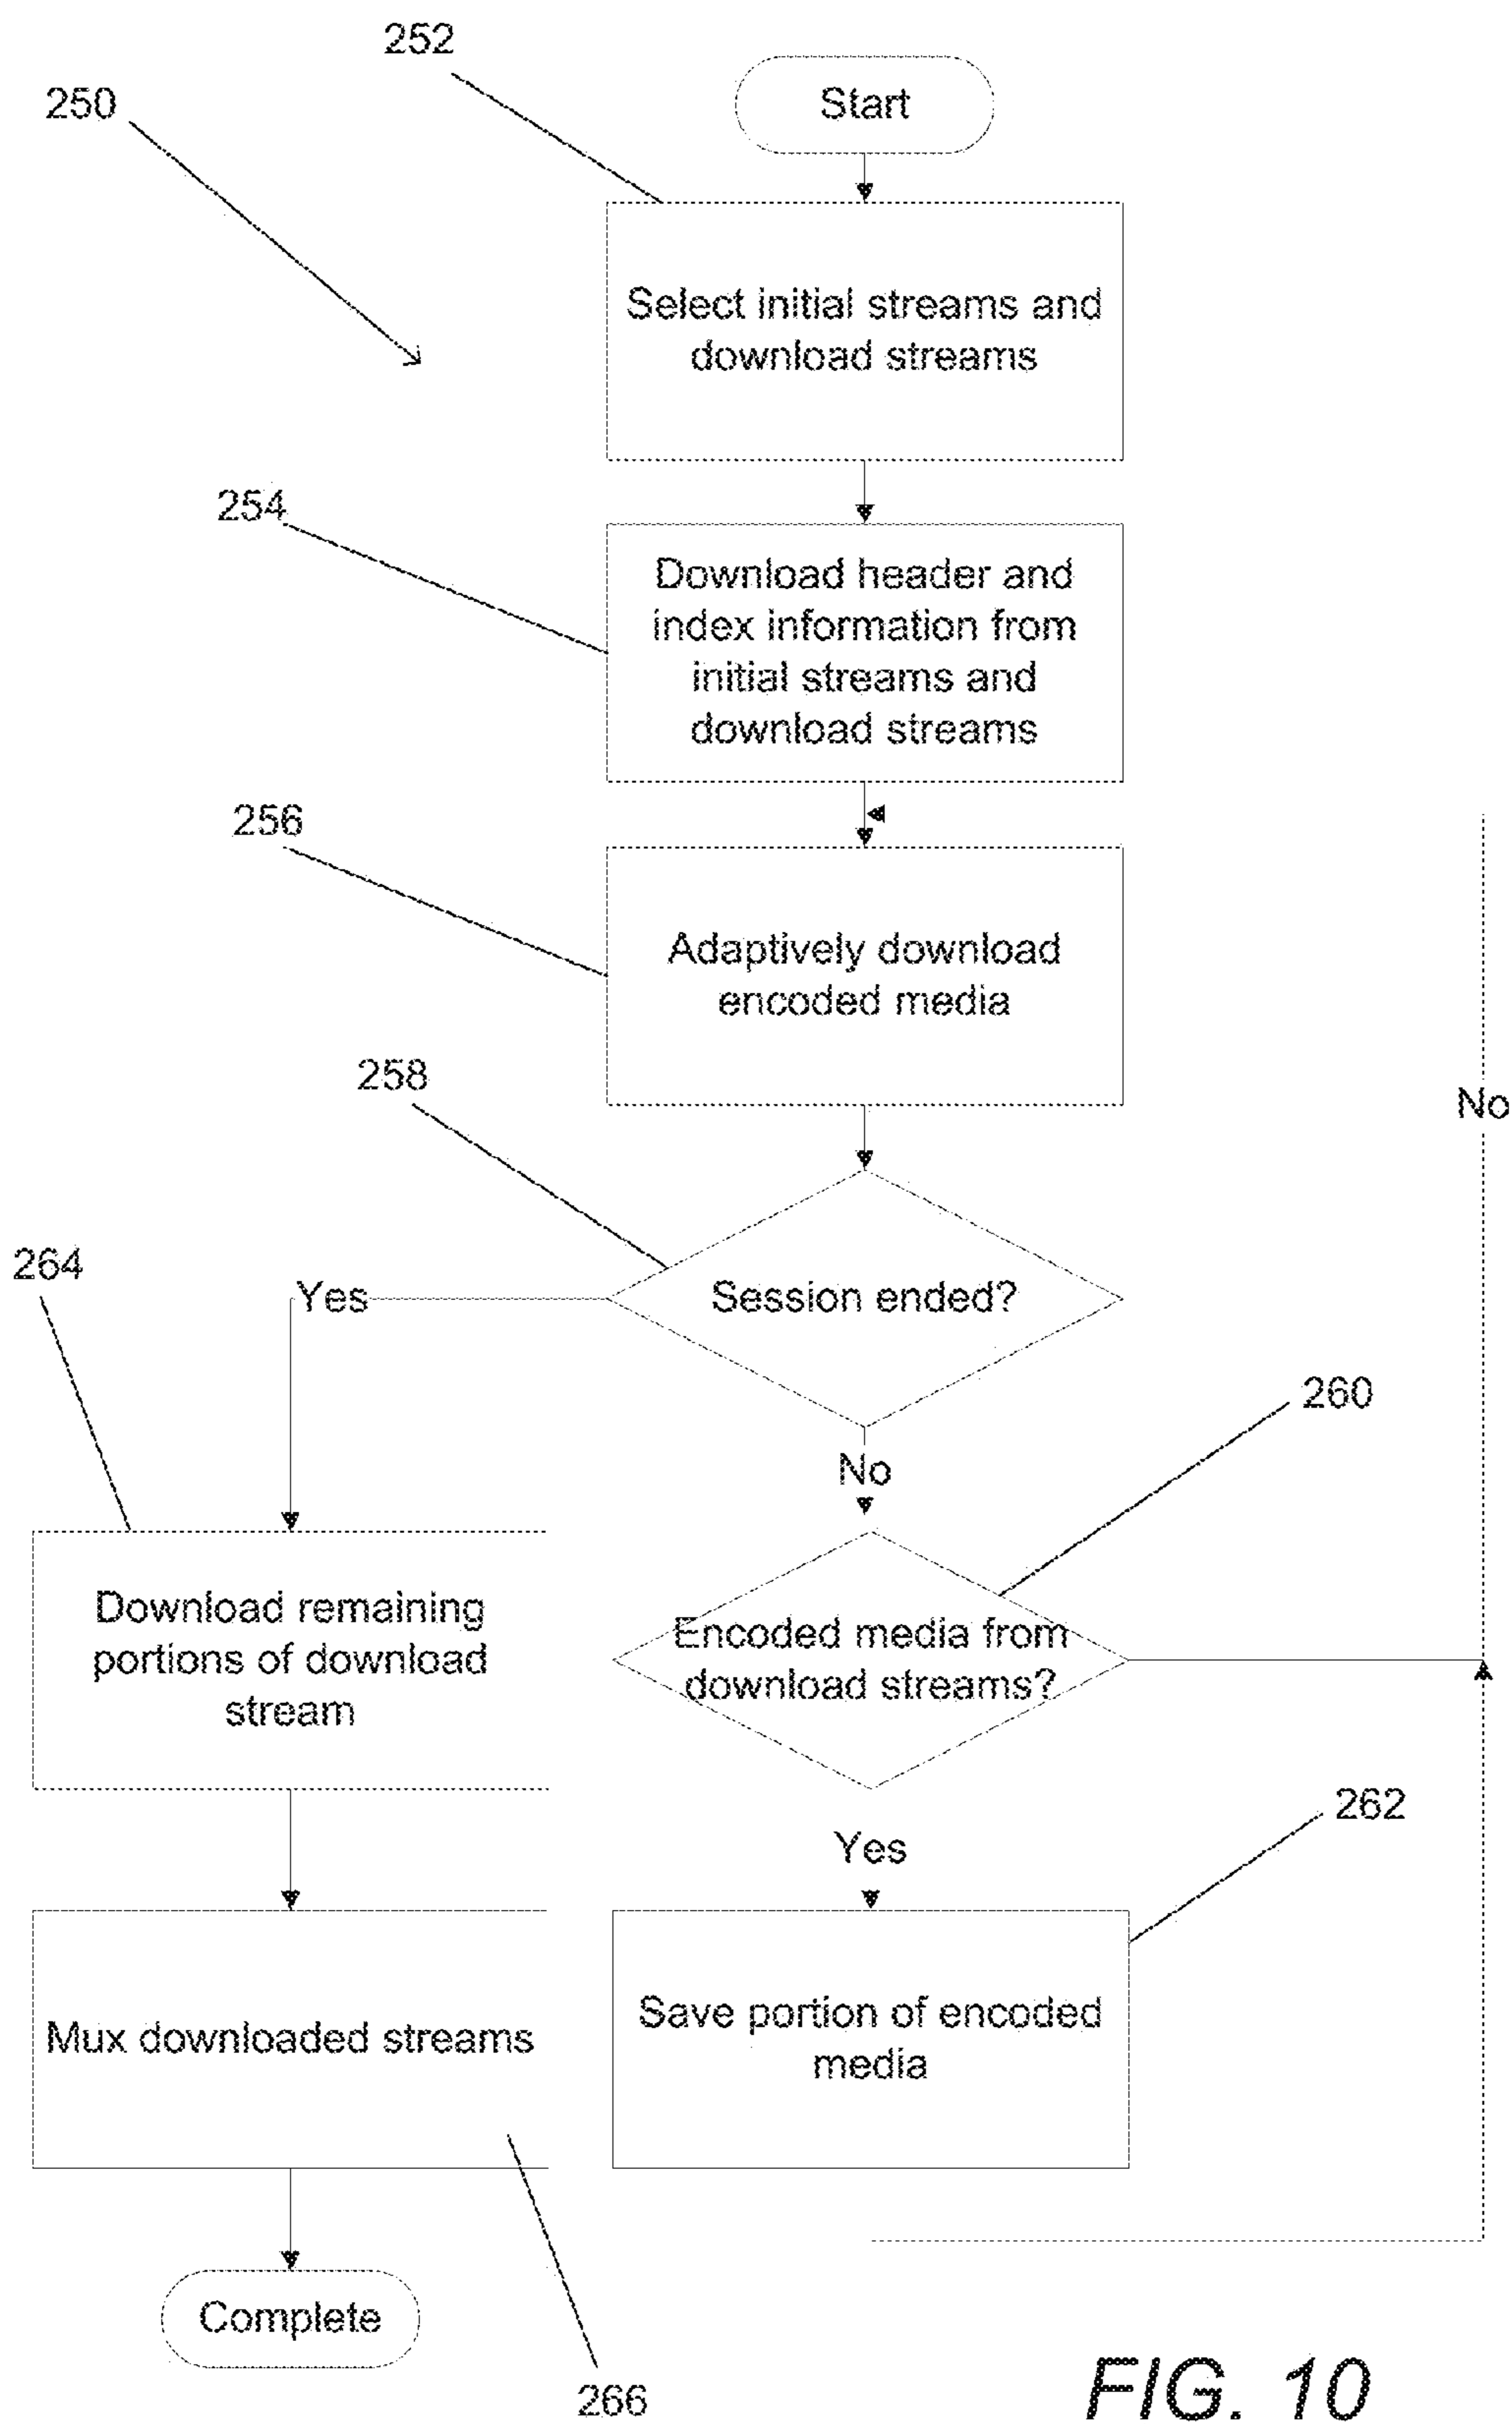 252
250
Start
Select initial streams and
download streams
254
Download header and
index information from
initial streams and
download streams
256
Adaptively download
encoded media
258
No
264
Yes
Session ended?
260
No
Download remaining
portions of download
stream
Encoded media from
download streams?
262
Yes
Mux downloaded streams
Save portion of encoded
media
Complete
266
FIG. 10